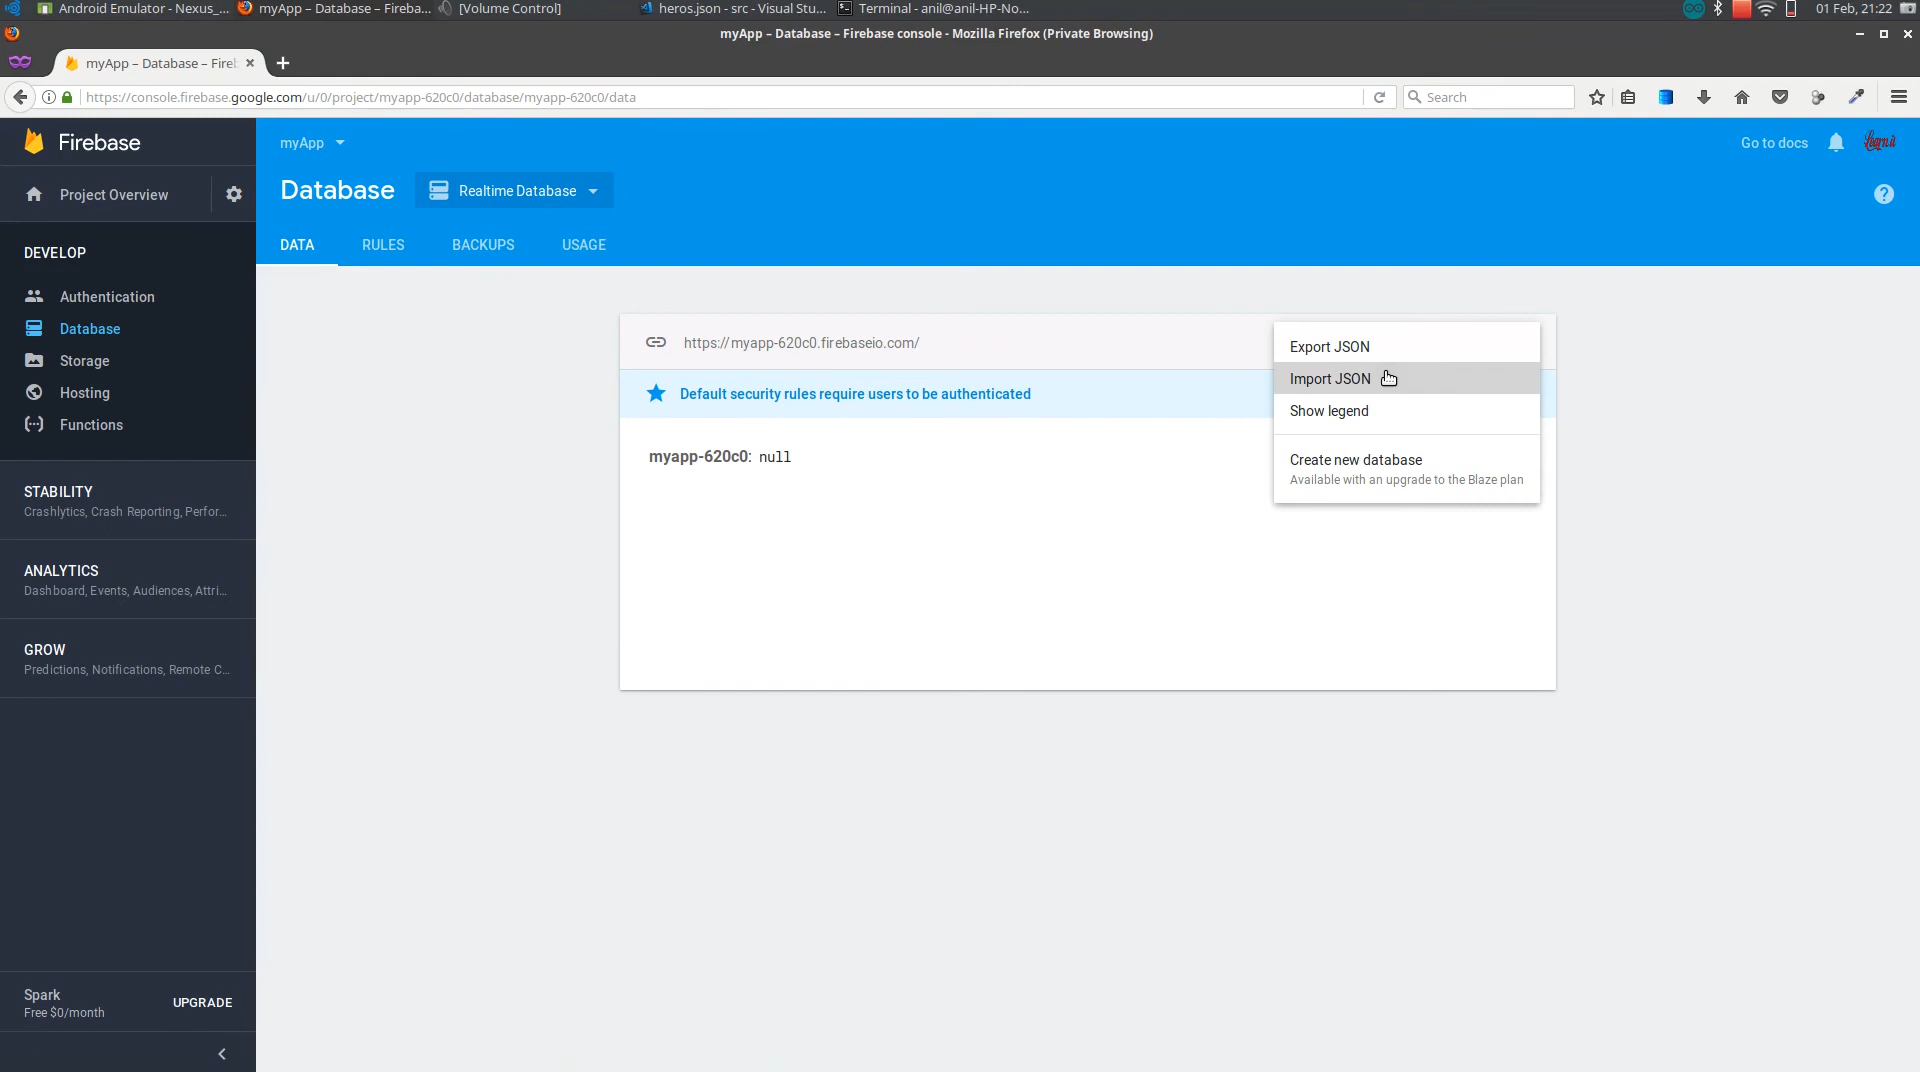 Android Emulator - Nexus_...
myApp – Database – Fireba...
[Volume Control]
heros.json - src - Visual Stu...
Terminal - anil@anil-HP-No...
01 Feb, 21:22
myApp – Database – Firebase console - Mozilla Firefox (Private Browsing)
myApp – Database – Fireb
https://console.firebase.google.com/u/0/project/myapp-620c0/database/myapp-620c0/data
Search
Firebase
myApp
Go to docs
Learn it
Project Overview
Database
Realtime Database
DATA
RULES
BACKUPS
USAGE
DEVELOP
Authentication
Database
Storage
Hosting
Functions
STABILITY
Crashlytics, Crash Reporting, Perfor...
ANALYTICS
Dashboard, Events, Audiences, Attri...
GROW
Predictions, Notifications, Remote C...
Spark
Free $0/month
UPGRADE
https://myapp-620c0.firebaseio.com/
Default security rules require users to be authenticated
myapp-620c0: null
Export JSON
Import JSON
Show legend
Create new database
Available with an upgrade to the Blaze plan